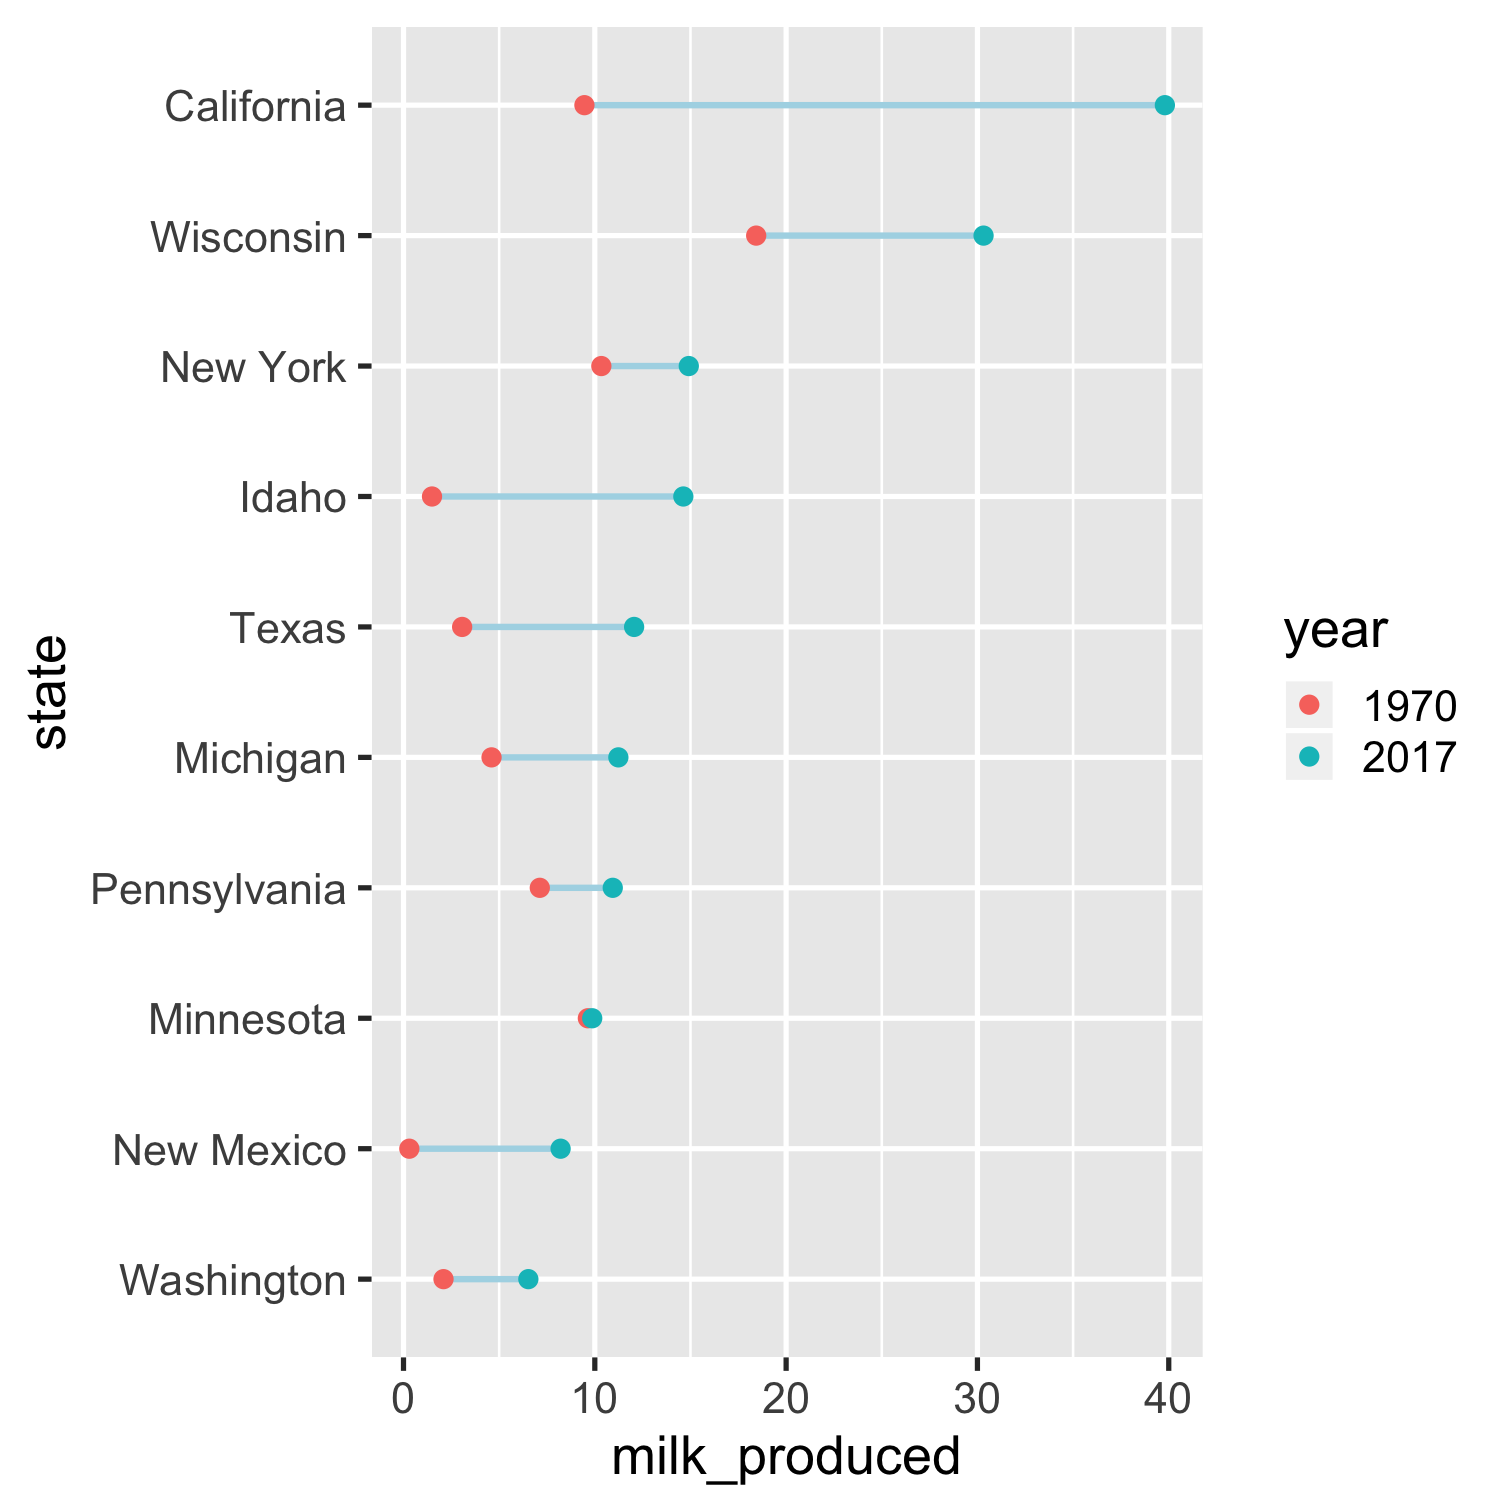 California
Wisconsin
New York
Idaho
Texas
Michigan
Pennsylvania
Minnesota
New Mexico
Washington
state
0 10 20 30 40
milk_produced
year
1970
2017